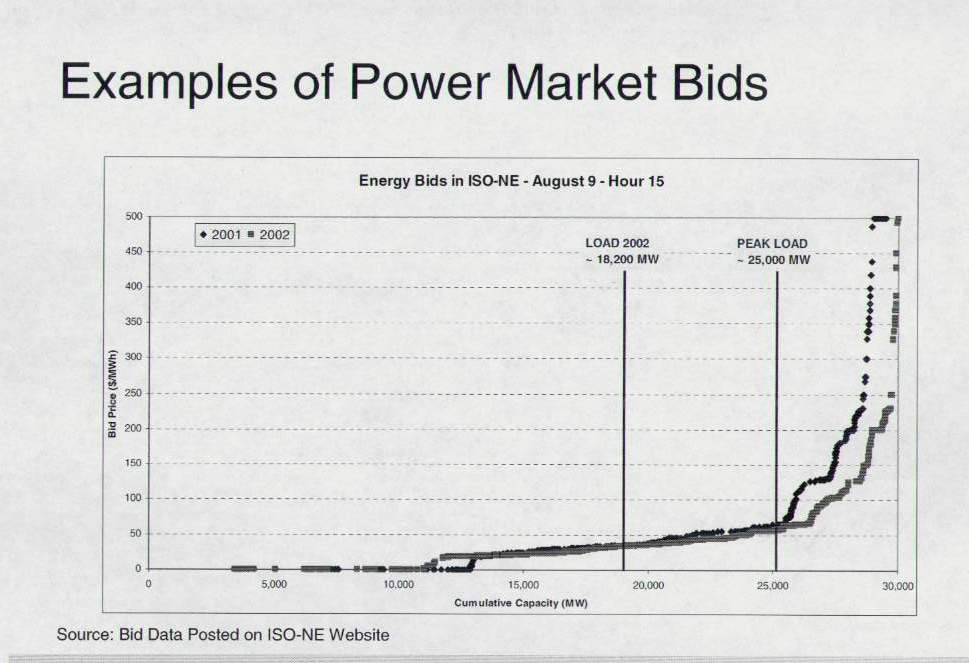 Examples of Power Market Bids
Energy Bids in ISO-NE - August 9 - Hour 15
500
450
400
350
300
250
200
150
100
50
0
Bid Price ($/MWh)
2001 2002
LOAD 2002
~ 18,200 MW
PEAK LOAD
~ 25,000 MW
0 5,000 10,000 15,000 20,000 25,000 30,000
Cumulative Capacity (MW)
Source: Bid Data Posted on ISO-NE Website